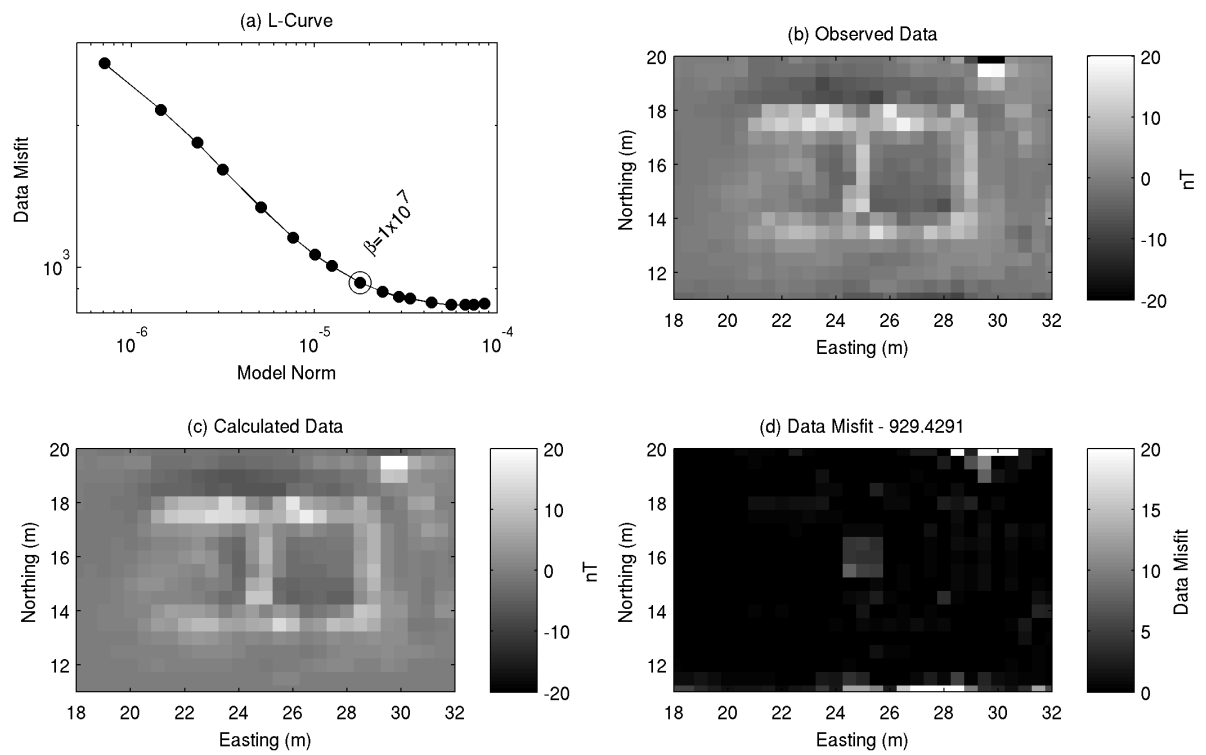 (a) L-Curve
Data Misfit
10^3
β=1x10^7
10^-6 10^-5 10^-4
Model Norm
(b) Observed Data
Northing (m)
20
18
16
14
12
18 20 22 24 26 28 30 32
Easting (m)
20
10
0
-10
-20
nT
(c) Calculated Data
Northing (m)
20
18
16
14
12
18 20 22 24 26 28 30 32
Easting (m)
20
10
0
-10
-20
nT
(d) Data Misfit - 929.4291
Northing (m)
20
18
16
14
12
18 20 22 24 26 28 30 32
Easting (m)
20
15
10
5
0
Data Misfit